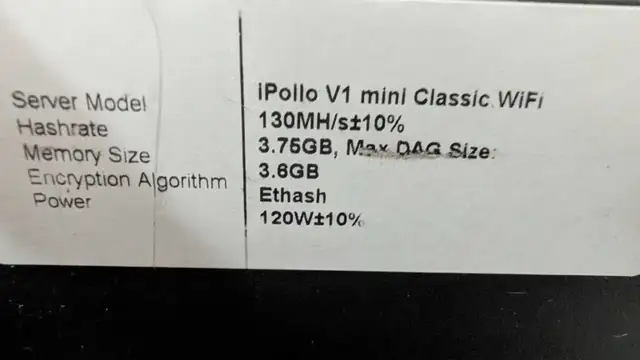 Server Model iPollo V1 mini Classic WiFi
Hashrate 130MH/s±10%
Memory Size 3.75GB, Max DAG Size:
3.6GB
Encryption Algorithm Ethash
Power 120W±10%